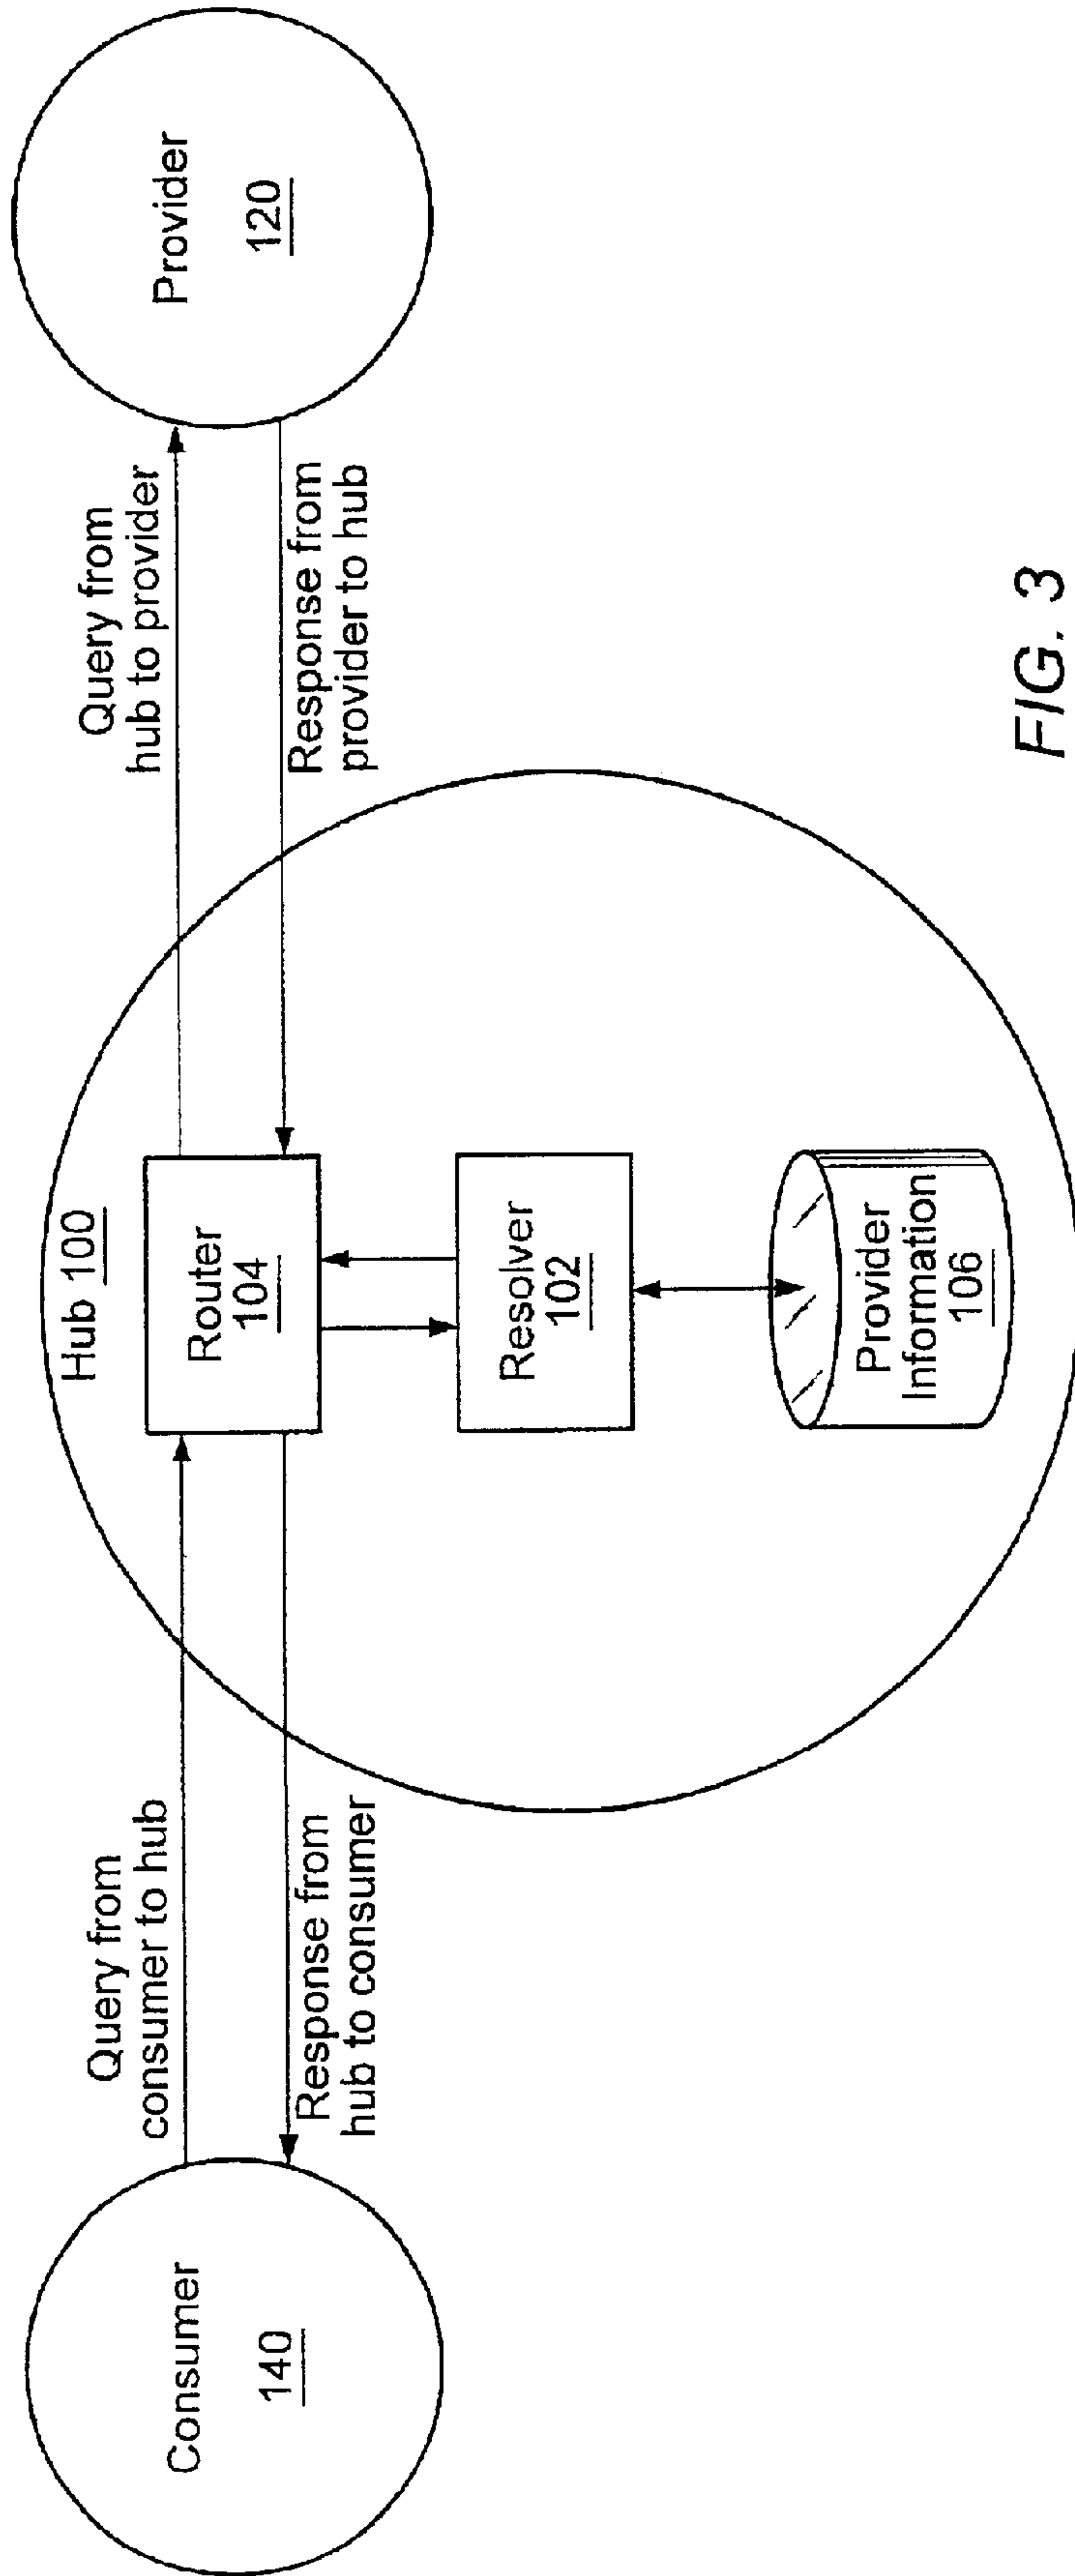 Consumer
140
Query from
consumer to hub
Response from
hub to consumer
Hub 100
Router
104
Resolver
102
Provider
Information
106
Query from
hub to provider
Response from
provider to hub
Provider
120
FIG. 3